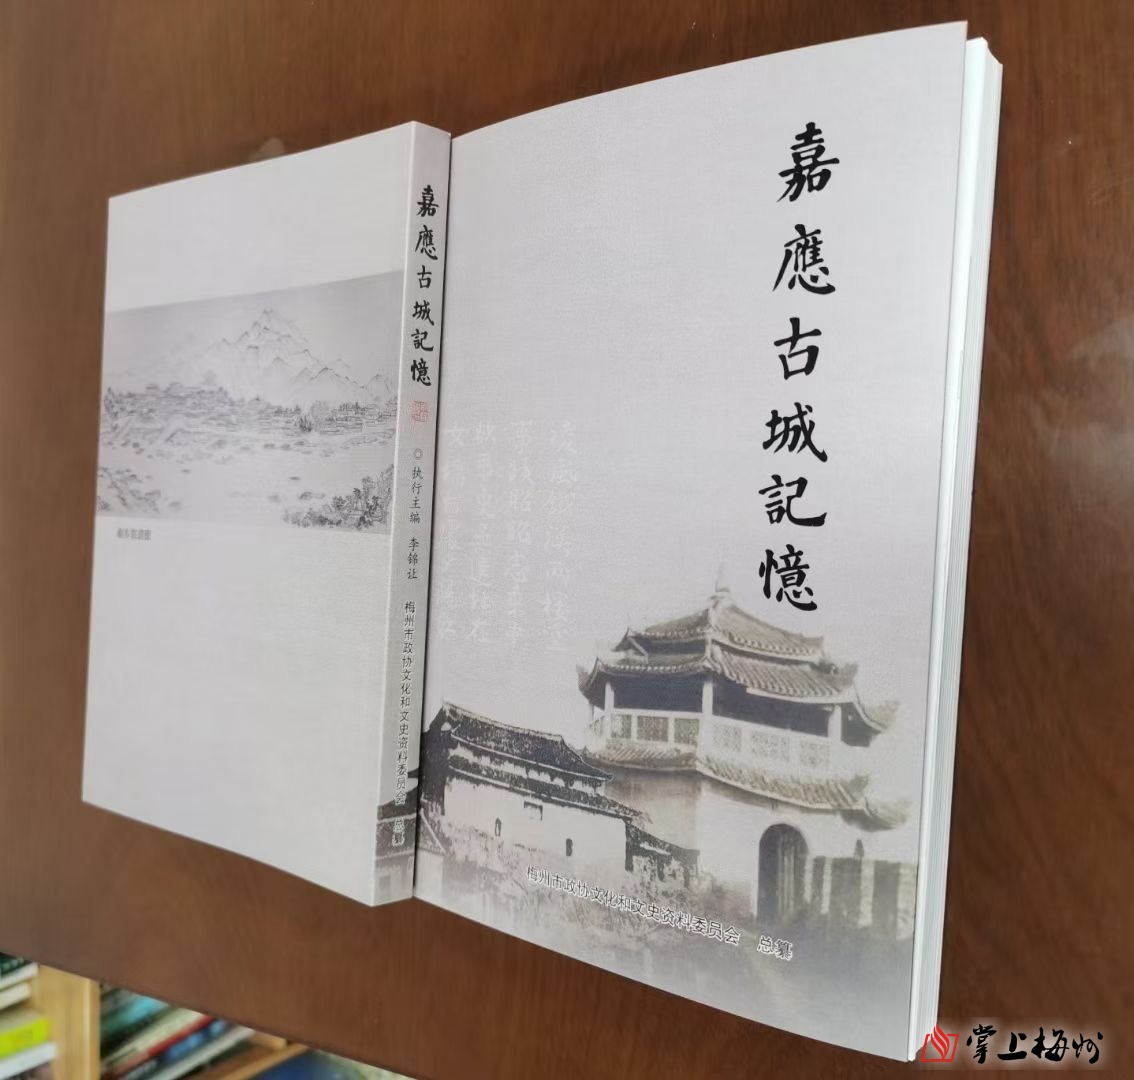 嘉應古城記憶
梅州市政协文化和文史资料委员会 总纂
嘉應古城記憶
◎执行主编 李锦让
梅州市政协文化和文史资料委员会 总纂
掌上梅州